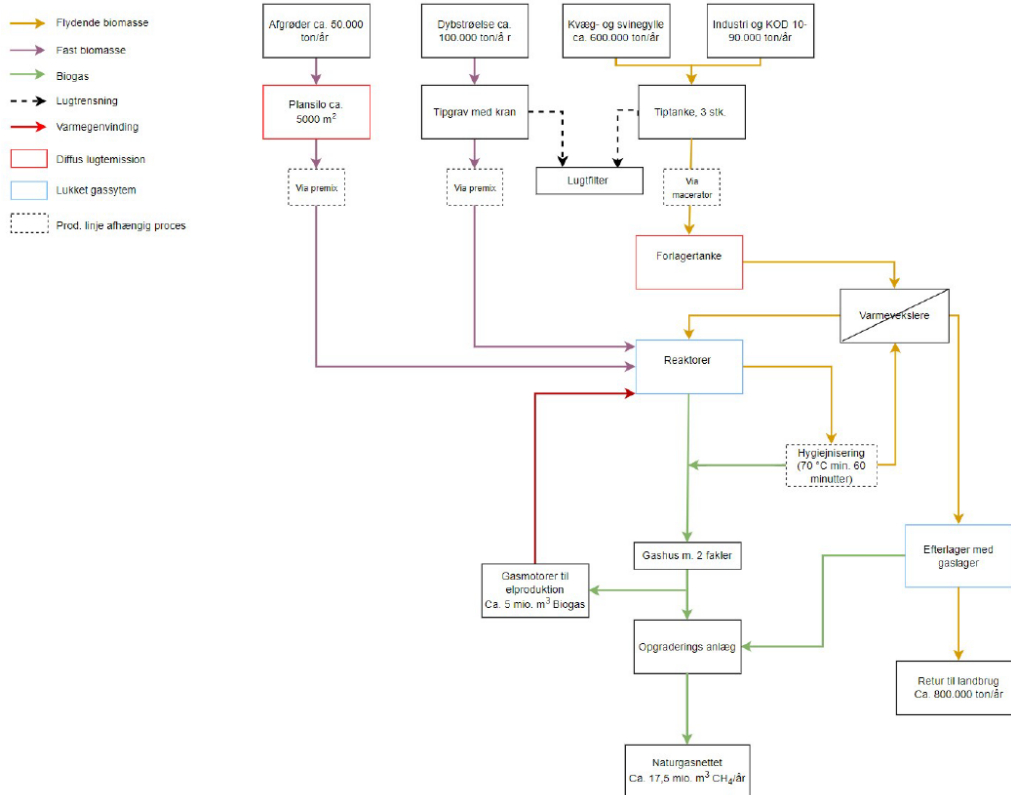 Flydende biomasse
Fast biomasse
Biogas
Lugtrensning
Varmegenvinding
Diffus lugtemission
Lukket gassytem
Prod. linje afhængig proces
Afgrøder ca. 50.000
ton/år
Dybstrøelse ca.
100.000 ton/å r
Kvæg- og svinegylle
ca. 600.000 ton/år
Industri og KOD 10-
90.000 ton/år
Plansilo ca.
5000 m²
Tipgrav med kran
Tiptanke, 3 stk.
Lugtfilter
Via premix
Via premix
Via
macerator
Forlagertanke
Varmevekslere
Reaktorer
Hygiejnisering
(70 °C min. 60
minutter)
Gashus m. 2 fakler
Efterlager med
gaslager
Gasmotorer til
elproduktion
Ca. 5 mio. m³ Biogas
Opgraderings anlæg
Retur til landbrug
Ca. 800.000 ton/år
Naturgasnettet
Ca. 17,5 mio. m³ CH₄/år